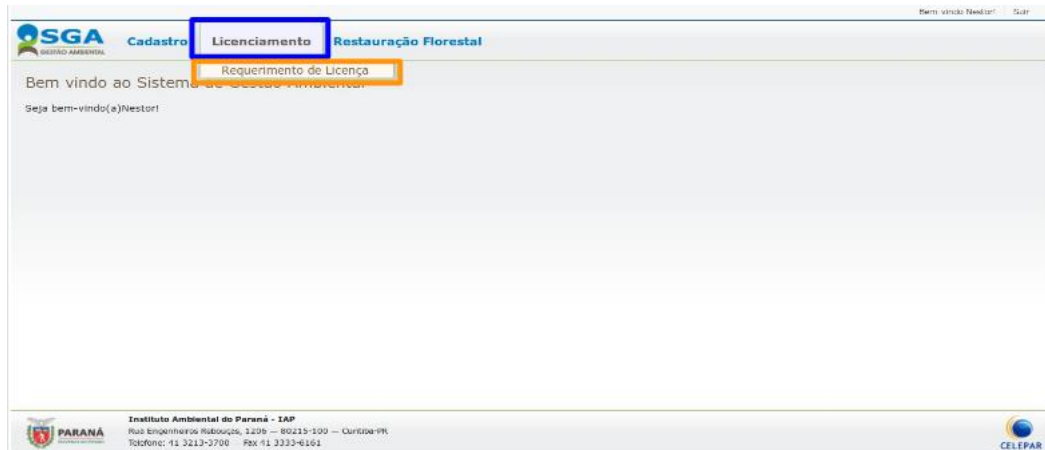 Bem vindo Nestor! Sair
SGA
GESTÃO AMBIENTAL
Cadastro Licenciamento Restauração Florestal
Requerimento de Licença
Bem vindo ao Sistema de Gestão Ambiental
Seja bem-vindo(a)Nestor!
Instituto Ambiental do Paraná - IAP
Rua Engenheiros Rebouças, 1206 — 80215-100 — Curitiba-PR
Telefone: 41 3213-3700 Fax 41 3333-6161
PARANÁ
CELEPAR